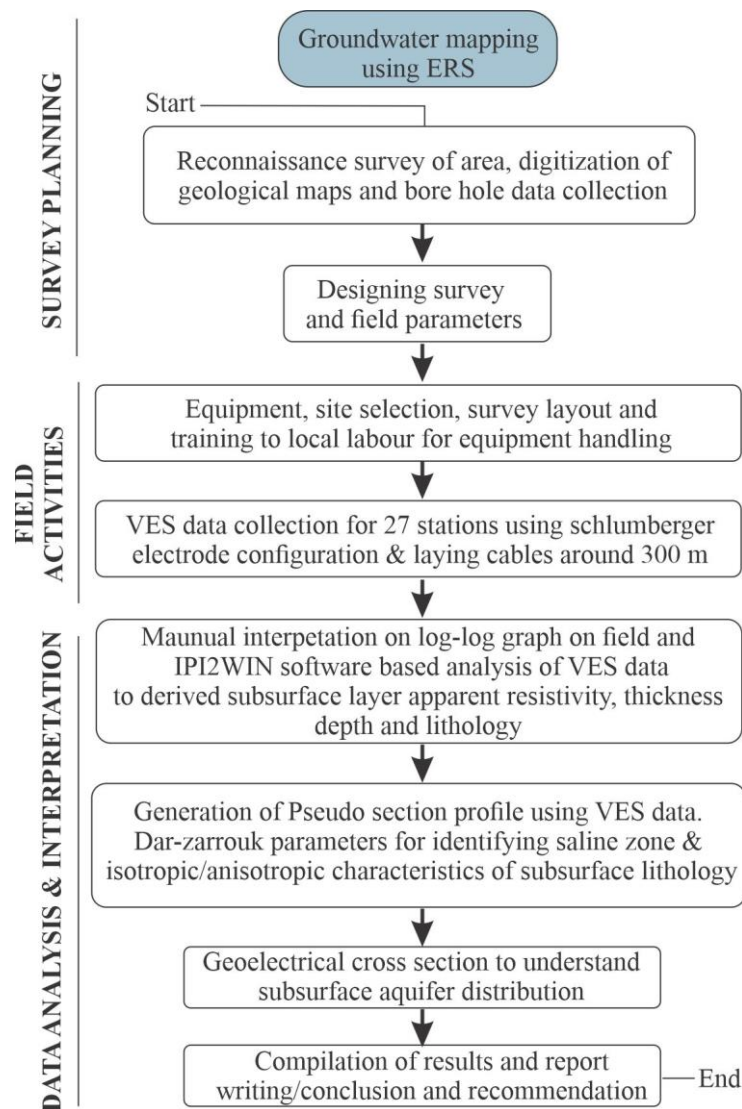 Groundwater mapping
using ERS
Start
SURVEY PLANNING
Reconnaissance survey of area, digitization of
geological maps and bore hole data collection
Designing survey
and field parameters
FIELD
ACTIVITIES
Equipment, site selection, survey layout and
training to local labour for equipment handling
VES data collection for 27 stations using schlumberger
electrode configuration & laying cables around 300 m
DATA ANALYSIS & INTERPRETATION
Maunual interpetation on log-log graph on field and
IPI2WIN software based analysis of VES data
to derived subsurface layer apparent resistivity, thickness
depth and lithology
Generation of Pseudo section profile using VES data.
Dar-zarrouk parameters for identifying saline zone &
isotropic/anisotropic characteristics of subsurface lithology
Geoelectrical cross section to understand
subsurface aquifer distribution
Compilation of results and report
writing/conclusion and recommendation
End